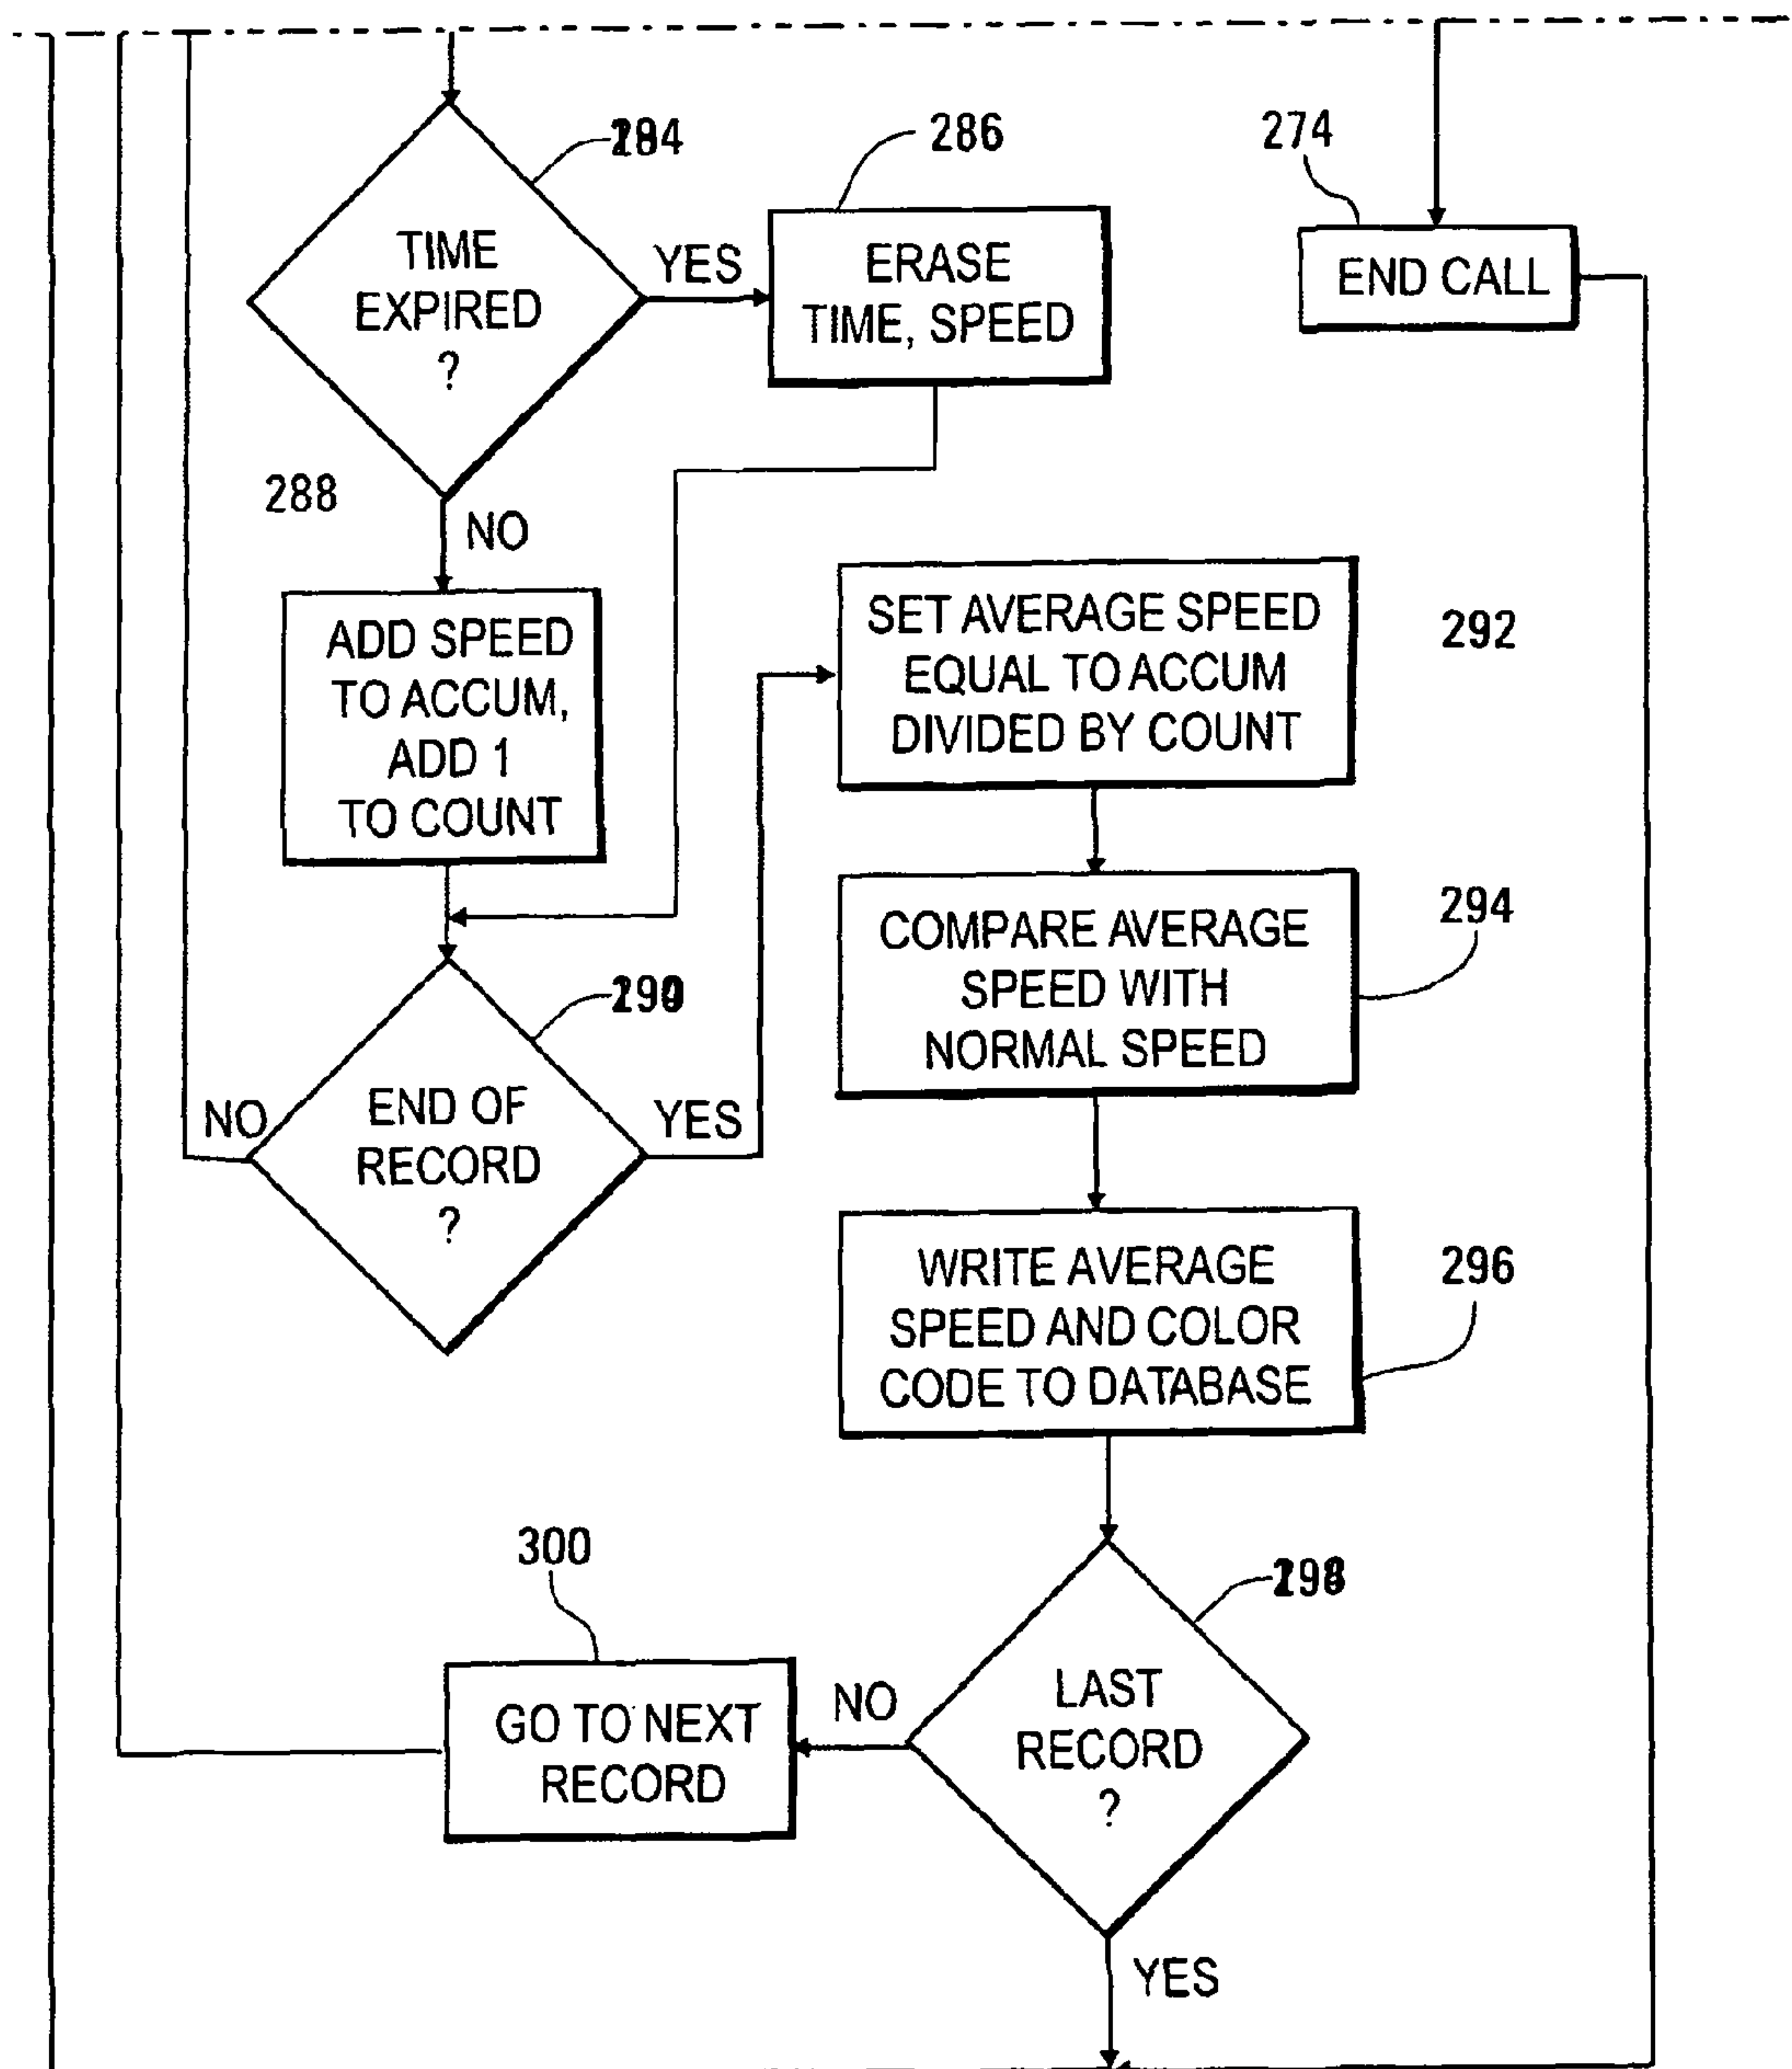 286
274
TIME
EXPIRED
?
YES
ERASE
TIME, SPEED
END CALL
288
NO
ADD SPEED
TO ACCUM,
ADD 1
TO COUNT
SET AVERAGE SPEED
EQUAL TO ACCUM
DIVIDED BY COUNT
292
COMPARE AVERAGE
SPEED WITH
NORMAL SPEED
294
END OF
RECORD
?
NO
YES
WRITE AVERAGE
SPEED AND COLOR
CODE TO DATABASE
296
300
GO TO NEXT
RECORD
NO
LAST
RECORD
?
YES